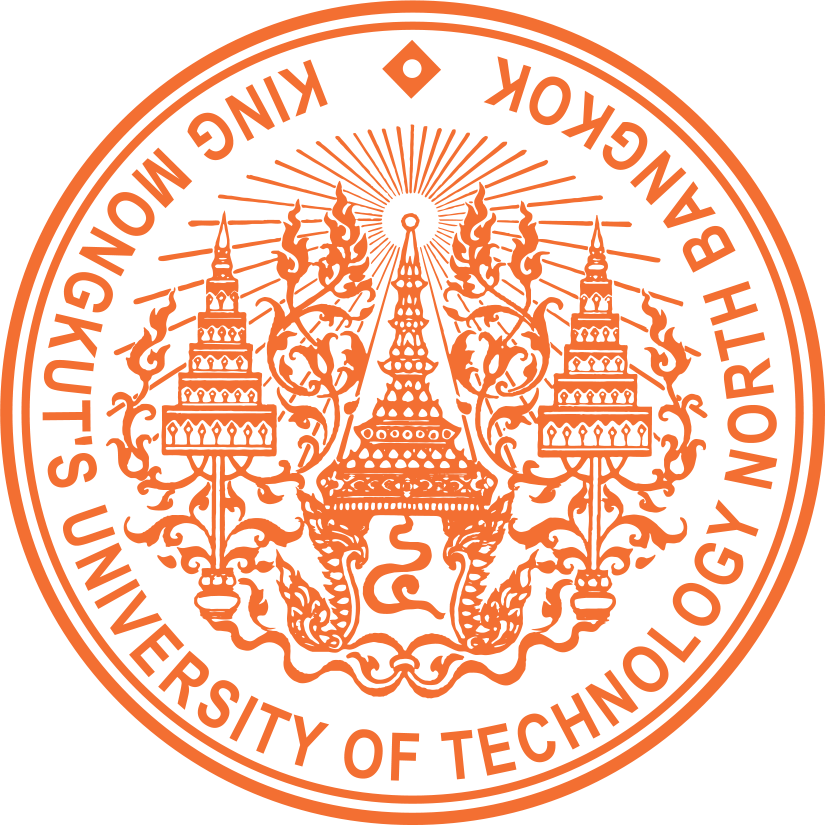 KING MONGKUT'S UNIVERSITY OF TECHNOLOGY NORTH BANGKOK
๔